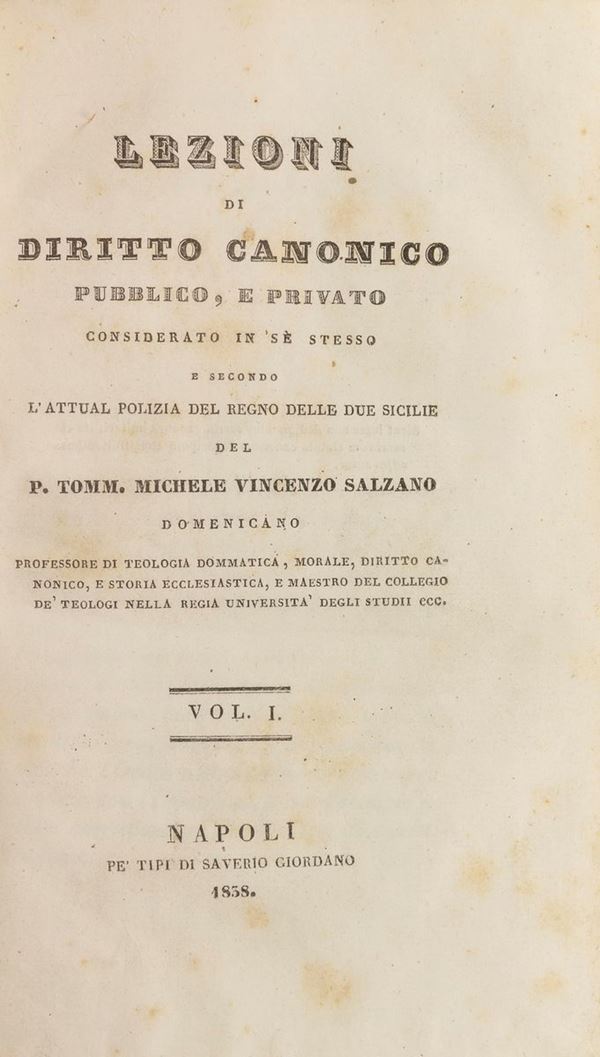 LEZIONI
DI
DIRITTO CANONICO
PUBBLICO, E PRIVATO
CONSIDERATO IN SÈ STESSO
E SECONDO
L'ATTUAL POLIZIA DEL REGNO DELLE DUE SICILIE
DEL
P. TOMM. MICHELE VINCENZO SALZANO
DOMENICANO
PROFESSORE DI TEOLOGIA DOMMATICA, MORALE, DIRITTO CA-
NONICO, E STORIA ECCLESIASTICA, E MAESTRO DEL COLLEGIO
DE' TEOLOGI NELLA REGIA UNIVERSITA' DEGLI STUDII ECC.
VOL. I.
NAPOLI
PE' TIPI DI SAVERIO GIORDANO
1838.